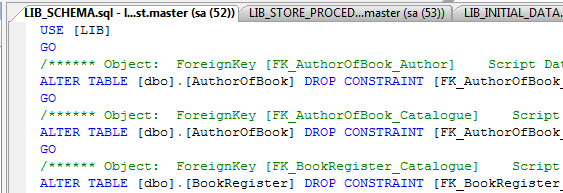 LIB_SCHEMA.sql - l...st.master (sa (52)) LIB_STORE_PROCED...master (sa (53)) LIB_INITIAL_DATA.
USE [LIB]
GO
/****** Object:  ForeignKey [FK_AuthorOfBook_Author]    Script Dat
ALTER TABLE [dbo].[AuthorOfBook] DROP CONSTRAINT [FK_AuthorOfBook_
GO
/****** Object:  ForeignKey [FK_AuthorOfBook_Catalogue]    Script
ALTER TABLE [dbo].[AuthorOfBook] DROP CONSTRAINT [FK_AuthorOfBook_
GO
/****** Object:  ForeignKey [FK_BookRegister_Catalogue]    Script
ALTER TABLE [dbo].[BookRegister] DROP CONSTRAINT [FK_BookRegister_